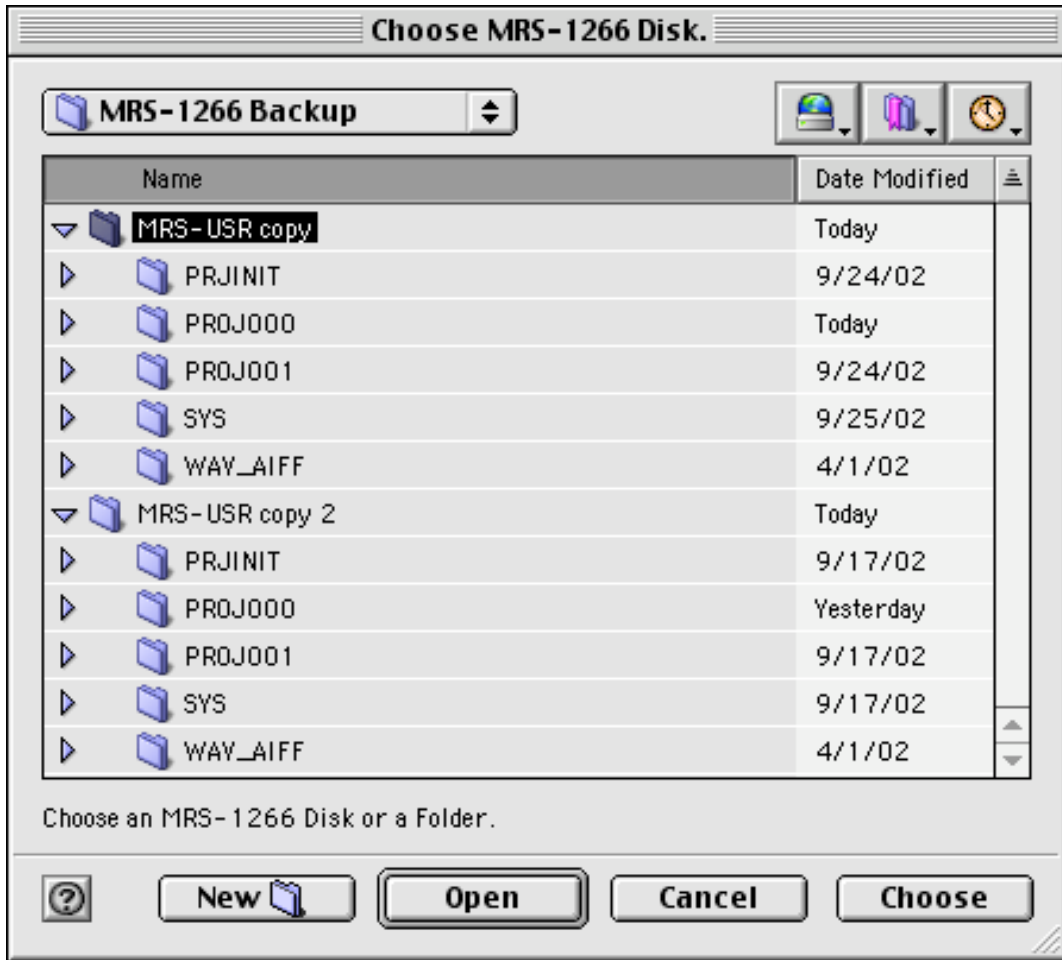 Choose MRS-1266 Disk.
MRS-1266 Backup
Name Date Modified
MRS-USR copy Today
PRJINIT 9/24/02
PROJ000 Today
PROJ001 9/24/02
SYS 9/25/02
WAV_AIFF 4/1/02
MRS-USR copy 2 Today
PRJINIT 9/17/02
PROJ000 Yesterday
PROJ001 9/17/02
SYS 9/17/02
WAV_AIFF 4/1/02
Choose an MRS-1266 Disk or a Folder.
? New Open Cancel Choose